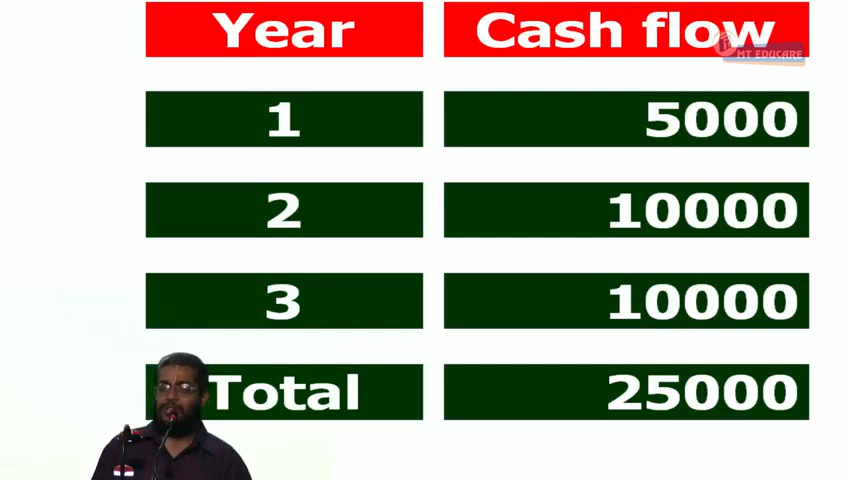 Year Cash flow
MT EDUCARE
1 5000
2 10000
3 10000
Total 25000